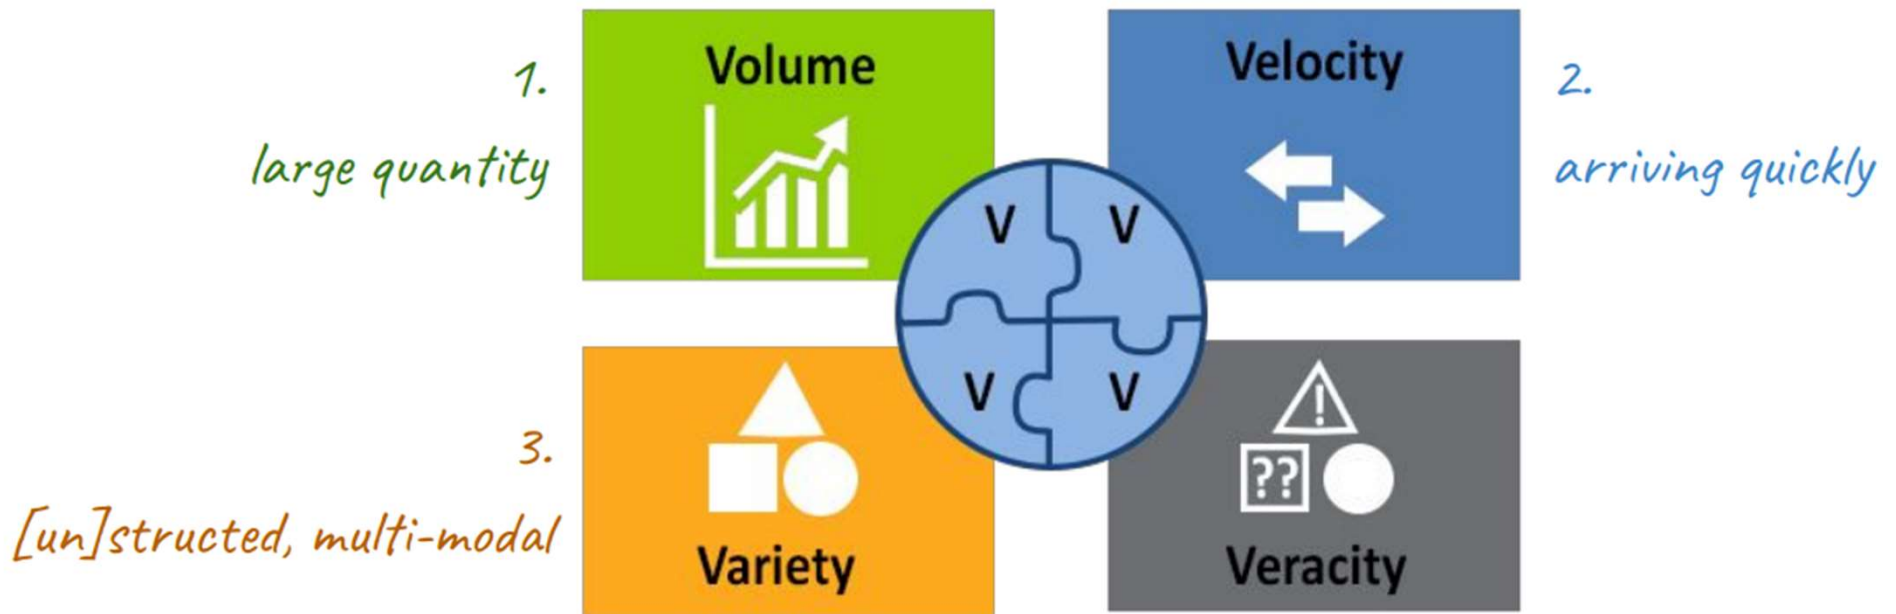 1.
large quantity
Volume
Velocity
2.
arriving quickly
V
V
V
V
3.
[un]structed, multi-modal
Variety
!
??
Veracity